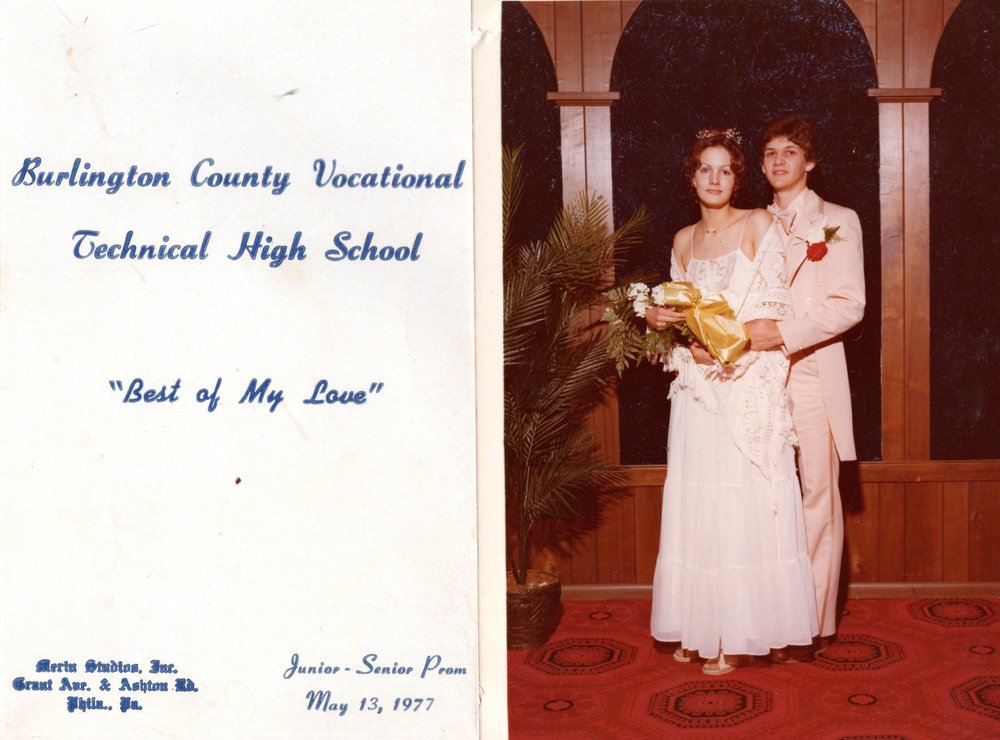 Burlington County Vocational
Technical High School
"Best of My Love"
Merin Studios, Inc.
Grant Ave. & Ashton Rd.
Phila., Pa.
Junior - Senior Prom
May 13, 1977